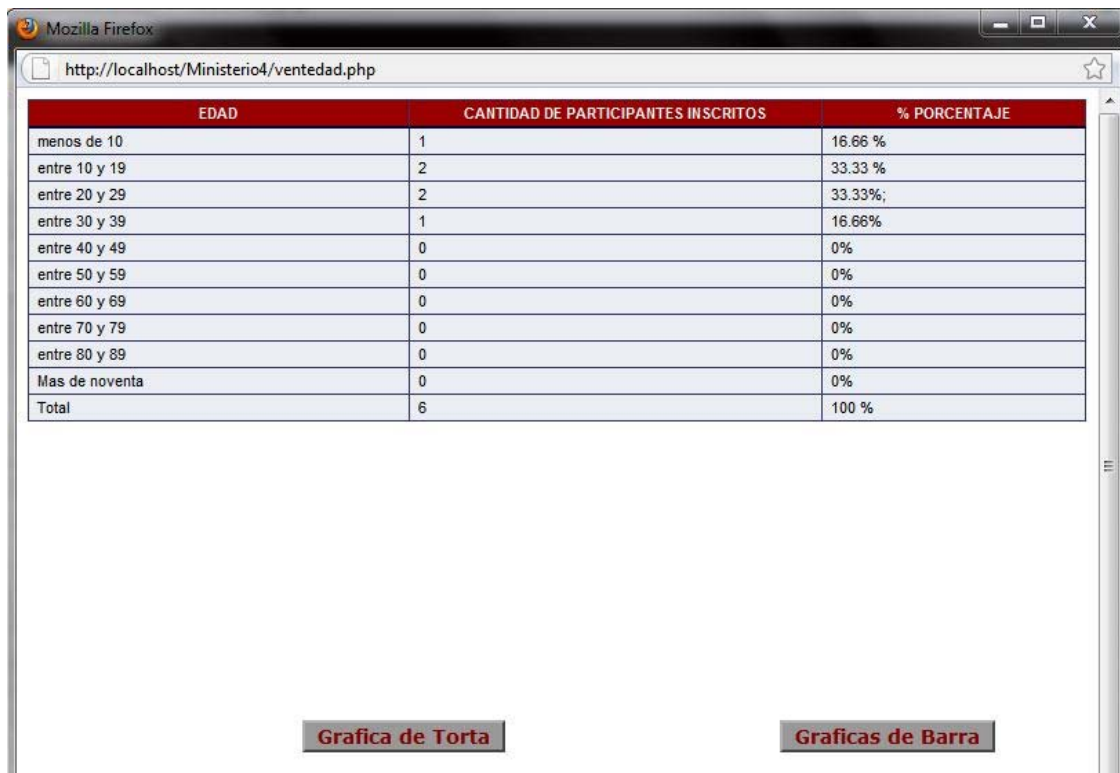 Mozilla Firefox
http://localhost/Ministerio4/ventedad.php
EDAD CANTIDAD DE PARTICIPANTES INSCRITOS % PORCENTAJE
menos de 10 1 16.66 %
entre 10 y 19 2 33.33 %
entre 20 y 29 2 33.33%;
entre 30 y 39 1 16.66%
entre 40 y 49 0 0%
entre 50 y 59 0 0%
entre 60 y 69 0 0%
entre 70 y 79 0 0%
entre 80 y 89 0 0%
Mas de noventa 0 0%
Total 6 100 %
Grafica de Torta Graficas de Barra